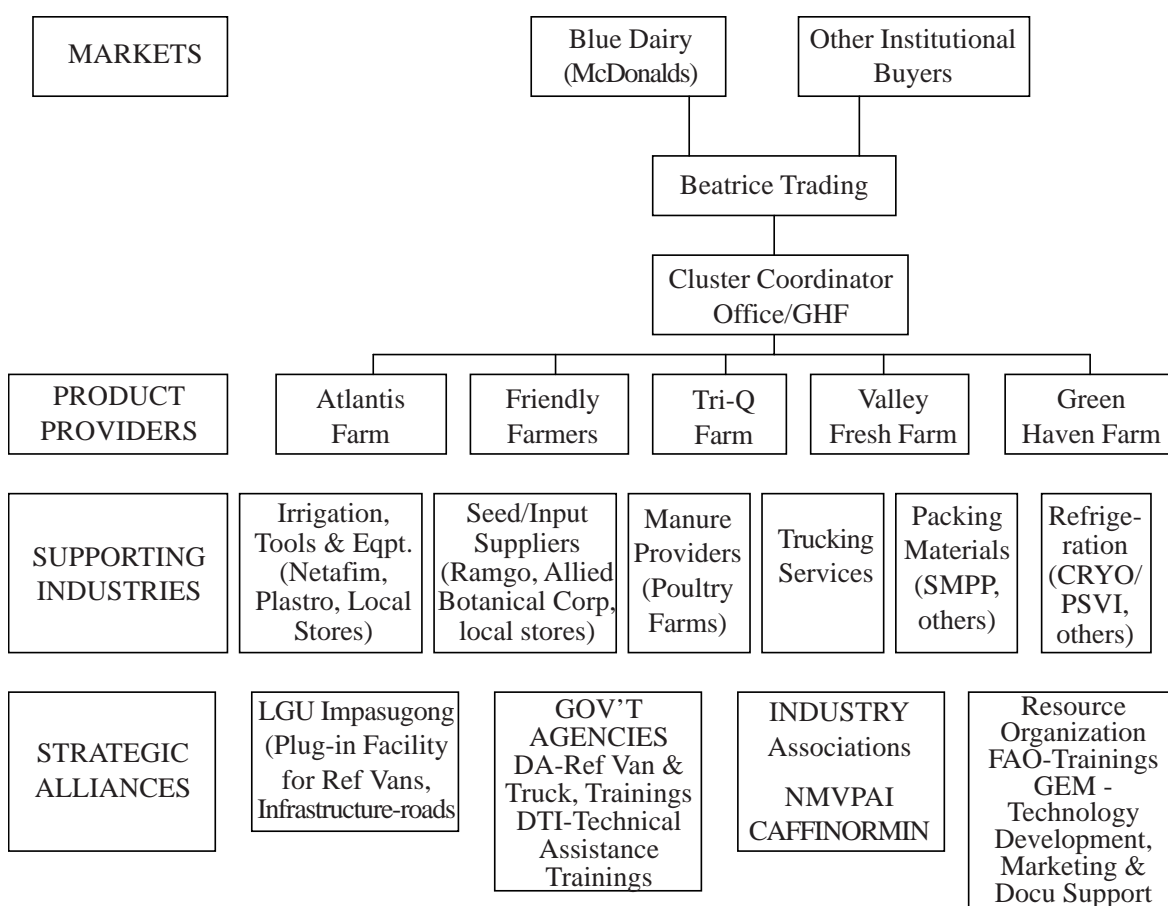 MARKETS
Blue Dairy
(McDonalds)
Other Institutional
Buyers
Beatrice Trading
Cluster Coordinator
Office/GHF
PRODUCT
PROVIDERS
Atlantis
Farm
Friendly
Farmers
Tri-Q
Farm
Valley
Fresh Farm
Green
Haven Farm
SUPPORTING
INDUSTRIES
Irrigation,
Tools & Eqpt.
(Netafim,
Plastro, Local
Stores)
Seed/Input
Suppliers
(Ramgo, Allied
Botanical Corp,
local stores)
Manure
Providers
(Poultry
Farms)
Trucking
Services
Packing
Materials
(SMPP,
others)
Refrige-
ration
(CRYO/
PSVI,
others)
STRATEGIC
ALLIANCES
LGU Impasugong
(Plug-in Facility
for Ref Vans,
Infrastructure-roads
GOV’T
AGENCIES
DA-Ref Van &
Truck, Trainings
DTI-Technical
Assistance
Trainings
INDUSTRY
Associations
NMVPAI
CAFFINORMIN
Resource
Organization
FAO-Trainings
GEM -
Technology
Development,
Marketing &
Docu Support